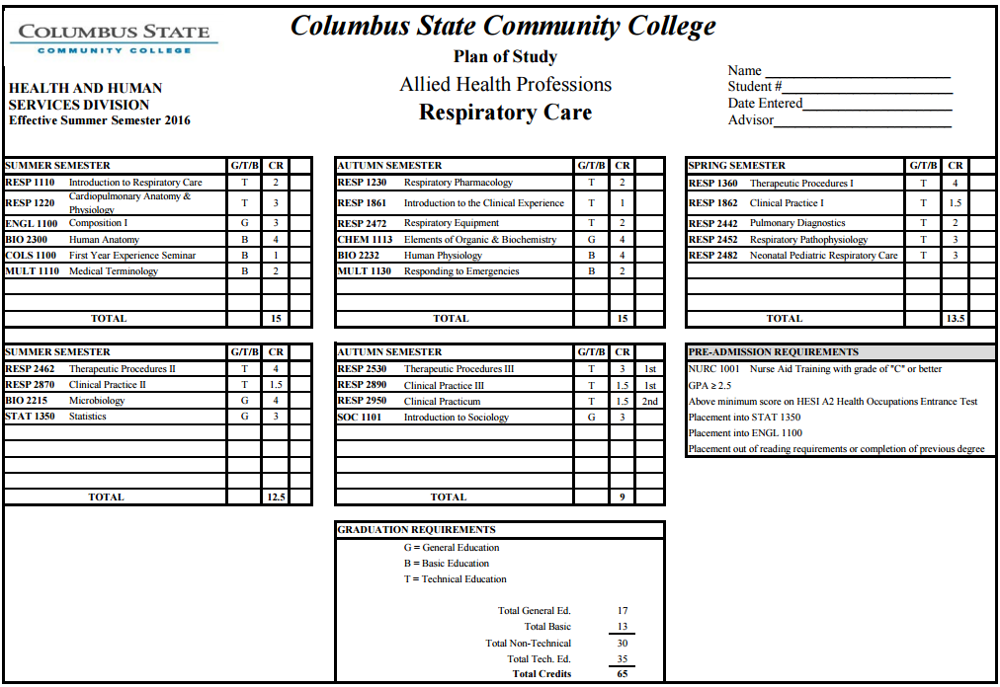 COLUMBUS STATE
COMMUNITY COLLEGE
Columbus State Community College
Plan of Study
Allied Health Professions
Respiratory Care
HEALTH AND HUMAN
SERVICES DIVISION
Effective Summer Semester 2016
Name
Student #
Date Entered
Advisor
SUMMER SEMESTER G/T/B CR
RESP 1110 Introduction to Respiratory Care T 2
RESP 1220 Cardiopulmonary Anatomy & Physiology T 3
ENGL 1100 Composition I G 3
BIO 2300 Human Anatomy B 4
COLS 1100 First Year Experience Seminar B 1
MULT 1110 Medical Terminology B 2
TOTAL 15
AUTUMN SEMESTER G/T/B CR
RESP 1230 Respiratory Pharmacology T 2
RESP 1861 Introduction to the Clinical Experience T 1
RESP 2472 Respiratory Equipment T 2
CHEM 1113 Elements of Organic & Biochemistry G 4
BIO 2232 Human Physiology B 4
MULT 1130 Responding to Emergencies B 2
TOTAL 15
SPRING SEMESTER G/T/B CR
RESP 1360 Therapeutic Procedures I T 4
RESP 1862 Clinical Practice I T 1.5
RESP 2442 Pulmonary Diagnostics T 2
RESP 2452 Respiratory Pathophysiology T 3
RESP 2482 Neonatal Pediatric Respiratory Care T 3
TOTAL 13.5
SUMMER SEMESTER G/T/B CR
RESP 2462 Therapeutic Procedures II T 4
RESP 2870 Clinical Practice II T 1.5
BIO 2215 Microbiology G 4
STAT 1350 Statistics G 3
TOTAL 12.5
AUTUMN SEMESTER G/T/B CR
RESP 2530 Therapeutic Procedures III T 3 1st
RESP 2890 Clinical Practice III T 1.5 1st
RESP 2950 Clinical Practicum T 1.5 2nd
SOC 1101 Introduction to Sociology G 3
TOTAL 9
PRE-ADMISSION REQUIREMENTS
NURC 1001 Nurse Aid Training with grade of "C" or better
GPA ≥ 2.5
Above minimum score on HESI A2 Health Occupations Entrance Test
Placement into STAT 1350
Placement into ENGL 1100
Placement out of reading requirements or completion of previous degree
GRADUATION REQUIREMENTS
G = General Education
B = Basic Education
T = Technical Education
Total General Ed. 17
Total Basic 13
Total Non-Technical 30
Total Tech. Ed. 35
Total Credits 65